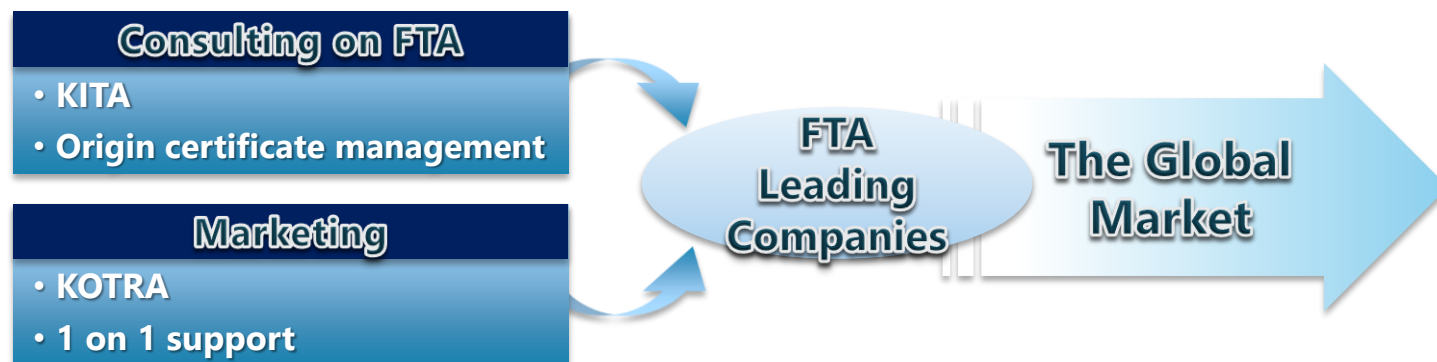 Consulting on FTA
• KITA
• Origin certificate management
Marketing
• KOTRA
• 1 on 1 support
FTA
Leading
Companies
The Global
Market